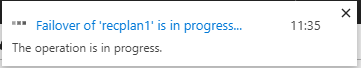 Failover of 'recplan1' is in progress... 11:35
The operation is in progress.